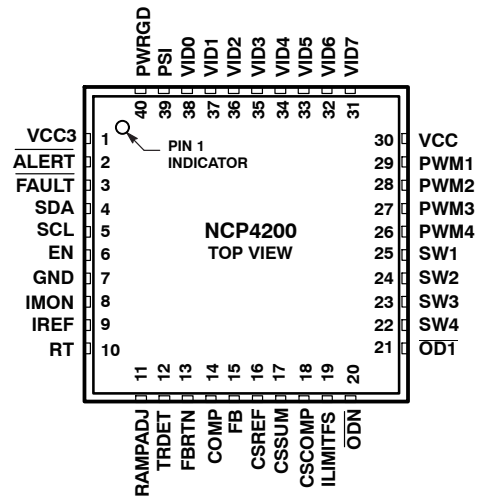 PWRGD
PSI
VID0
VID1
VID2
VID3
VID4
VID5
VID6
VID7
40
39
38
37
36
35
34
33
32
31
VCC3 1
ALERT 2
FAULT 3
SDA 4
SCL 5
EN 6
GND 7
IMON 8
IREF 9
RT 10
PIN 1
INDICATOR
NCP4200
TOP VIEW
30 VCC
29 PWM1
28 PWM2
27 PWM3
26 PWM4
25 SW1
24 SW2
23 SW3
22 SW4
21 OD1
11
12
13
14
15
16
17
18
19
20
RAMPADJ
TRDET
FBRTN
COMP
FB
CSREF
CSSUM
CSCOMP
ILIMITFS
ODN